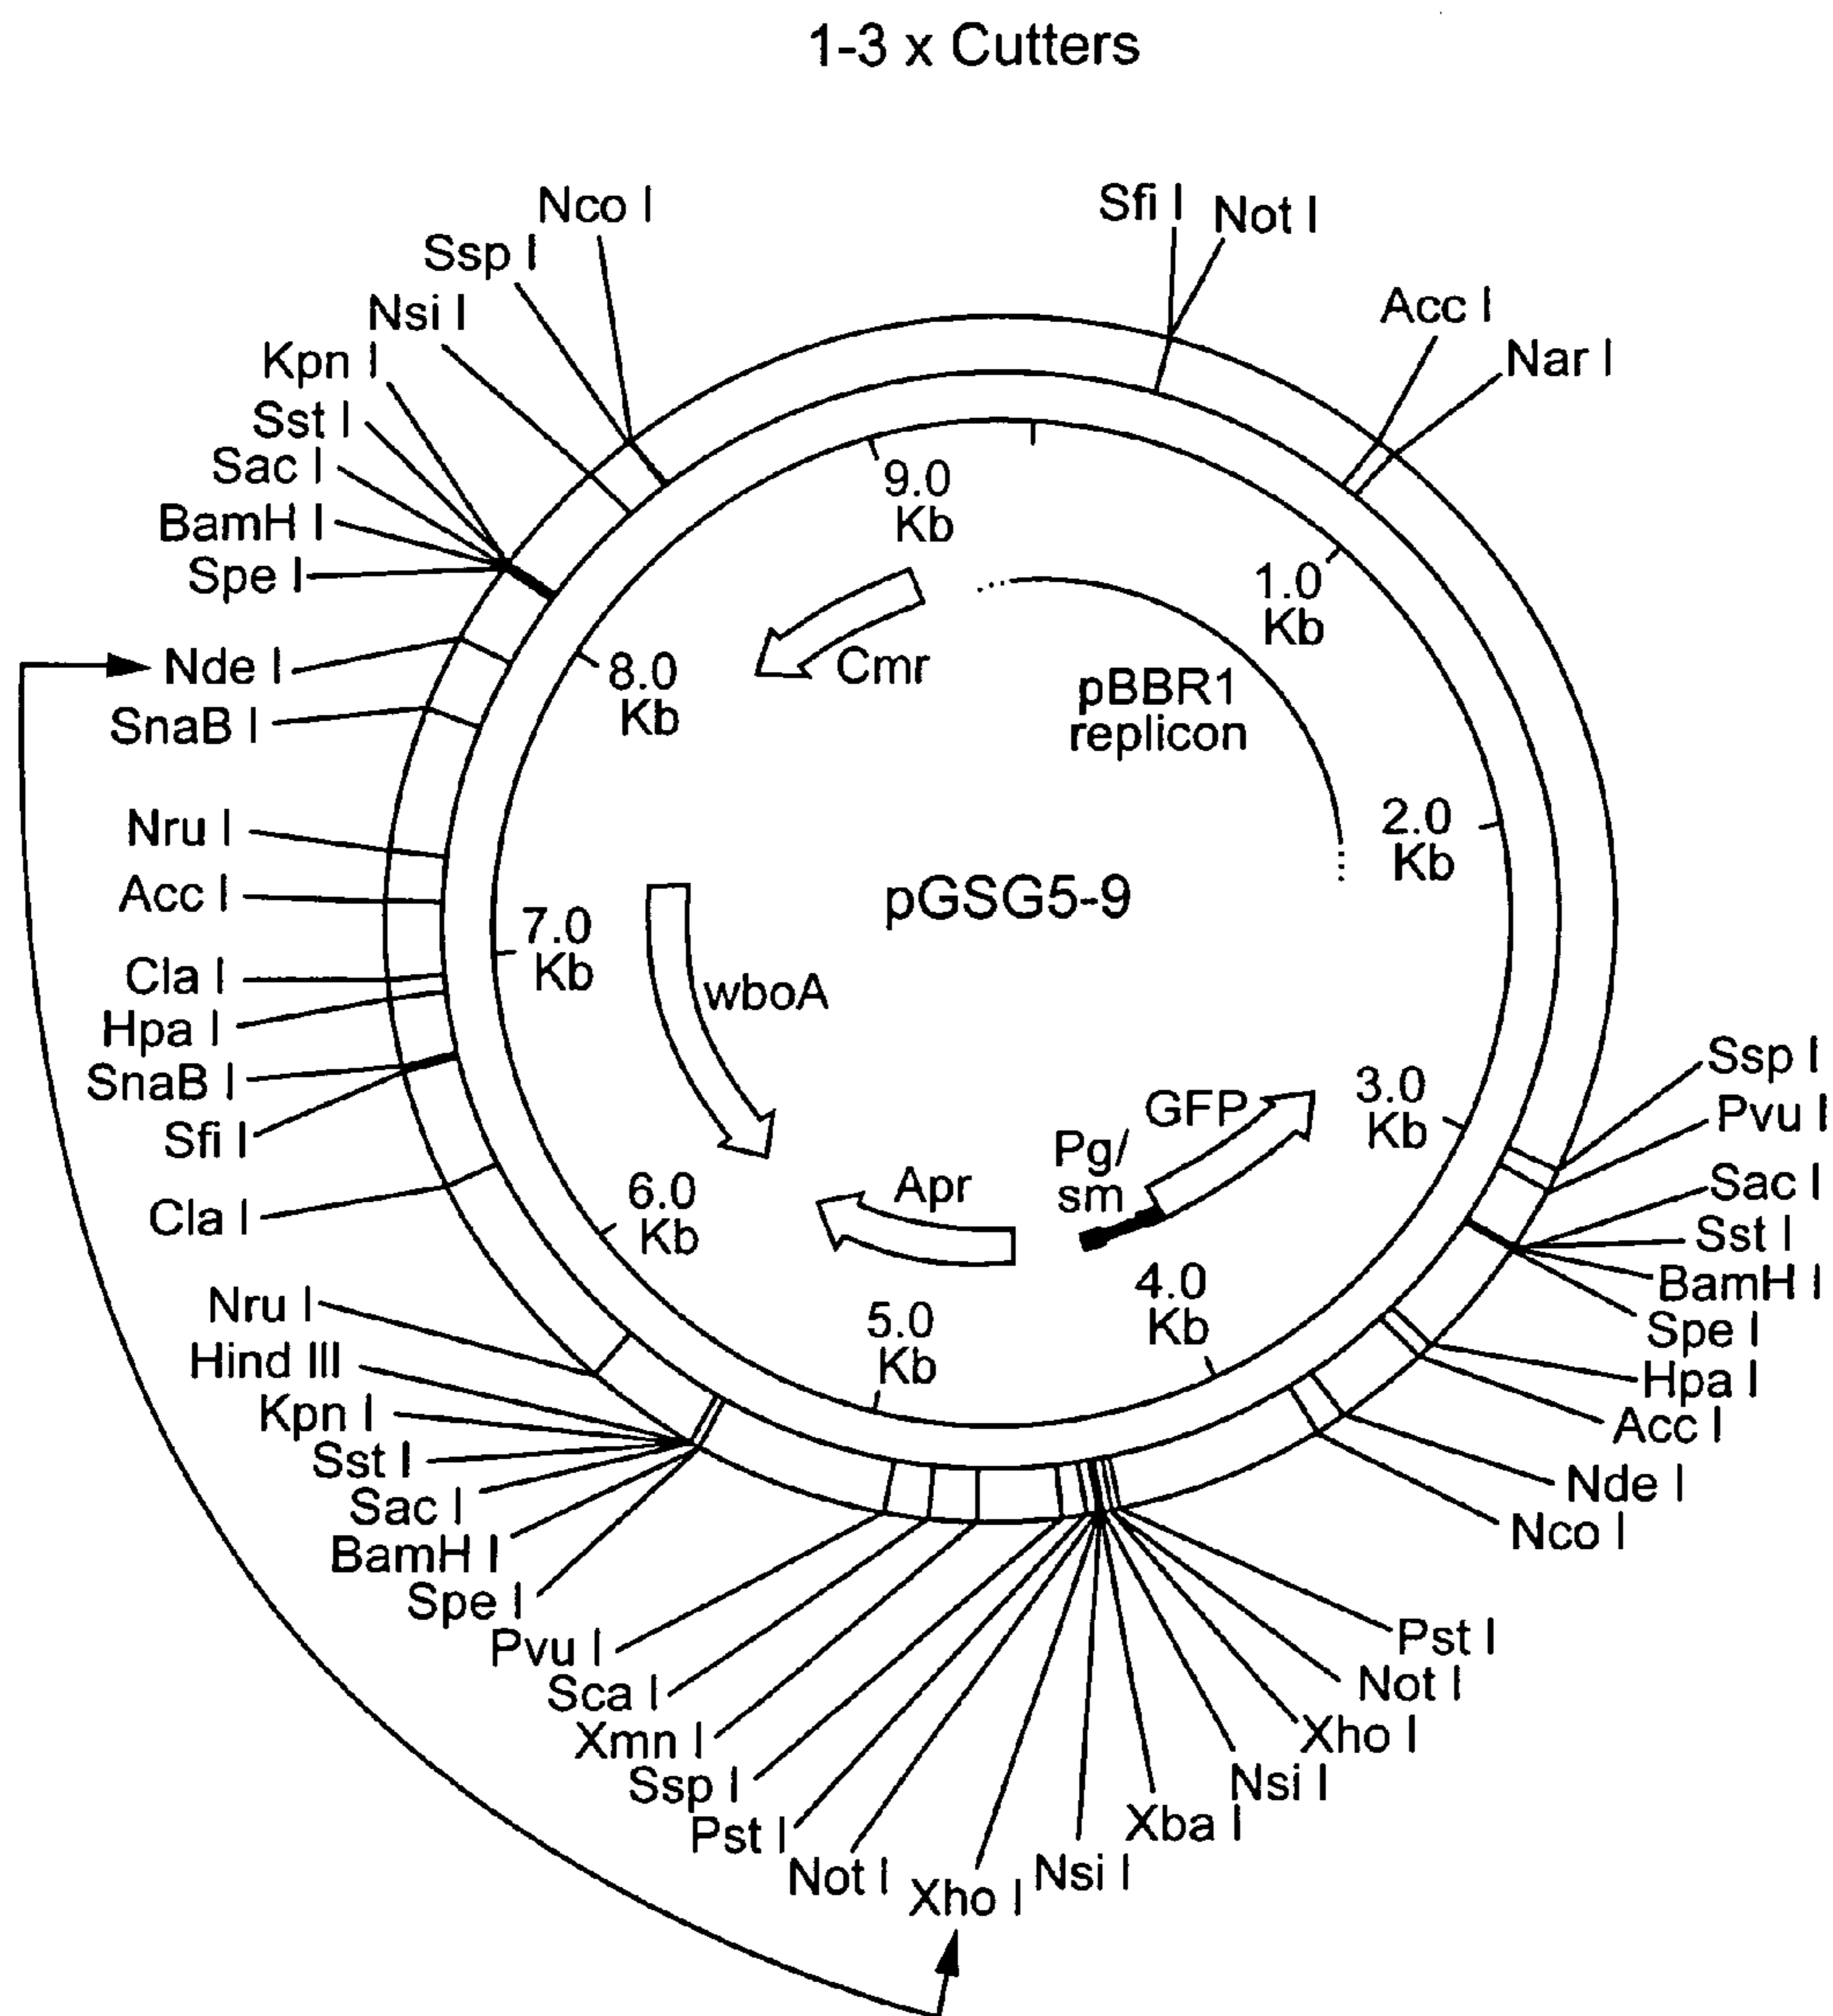 1-3 x Cutters
Nco I
Ssp I
Nsi I
Kpn I
Sst I
Sac I
BamH I
Spe I
Nde I
SnaB I
Nru I
Acc I
Cla I
Hpa I
SnaB I
Sfi I
Cla I
Nru I
Hind III
Kpn I
Sst I
Sac I
BamH I
Spe I
Pvu I
Sca I
Xmn I
Ssp I
Pst I
Not I
Xho I
Nsi I
Xba I
Nsi I
Xho I
Not I
Pst I
Nco I
Nde I
Acc I
Hpa I
Spe I
BamH I
Sst I
Sac I
Pvu I
Ssp I
Nar I
Acc I
Not I
Sfi I
9.0
Kb
1.0
Kb
8.0
Kb
Cmr
pBBR1
replicon
2.0
Kb
pGSG5-9
7.0
Kb
wboA
3.0
Kb
GFP
Pg/
sm
Apr
6.0
Kb
4.0
Kb
5.0
Kb